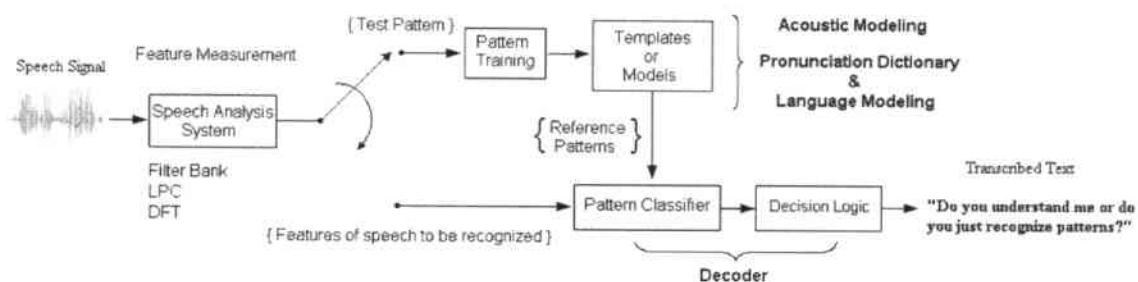 Speech Signal
Feature Measurement
Speech Analysis
System
Filter Bank
LPC
DFT
{ Test Pattern }
Pattern
Training
Templates
or
Models
Acoustic Modeling
Pronunciation Dictionary
&
Language Modeling
{ Reference
Patterns }
{ Features of speech to be recognized }
Pattern Classifier
Decision Logic
Decoder
Transcribed Text
"Do you understand me or do
you just recognize patterns?"